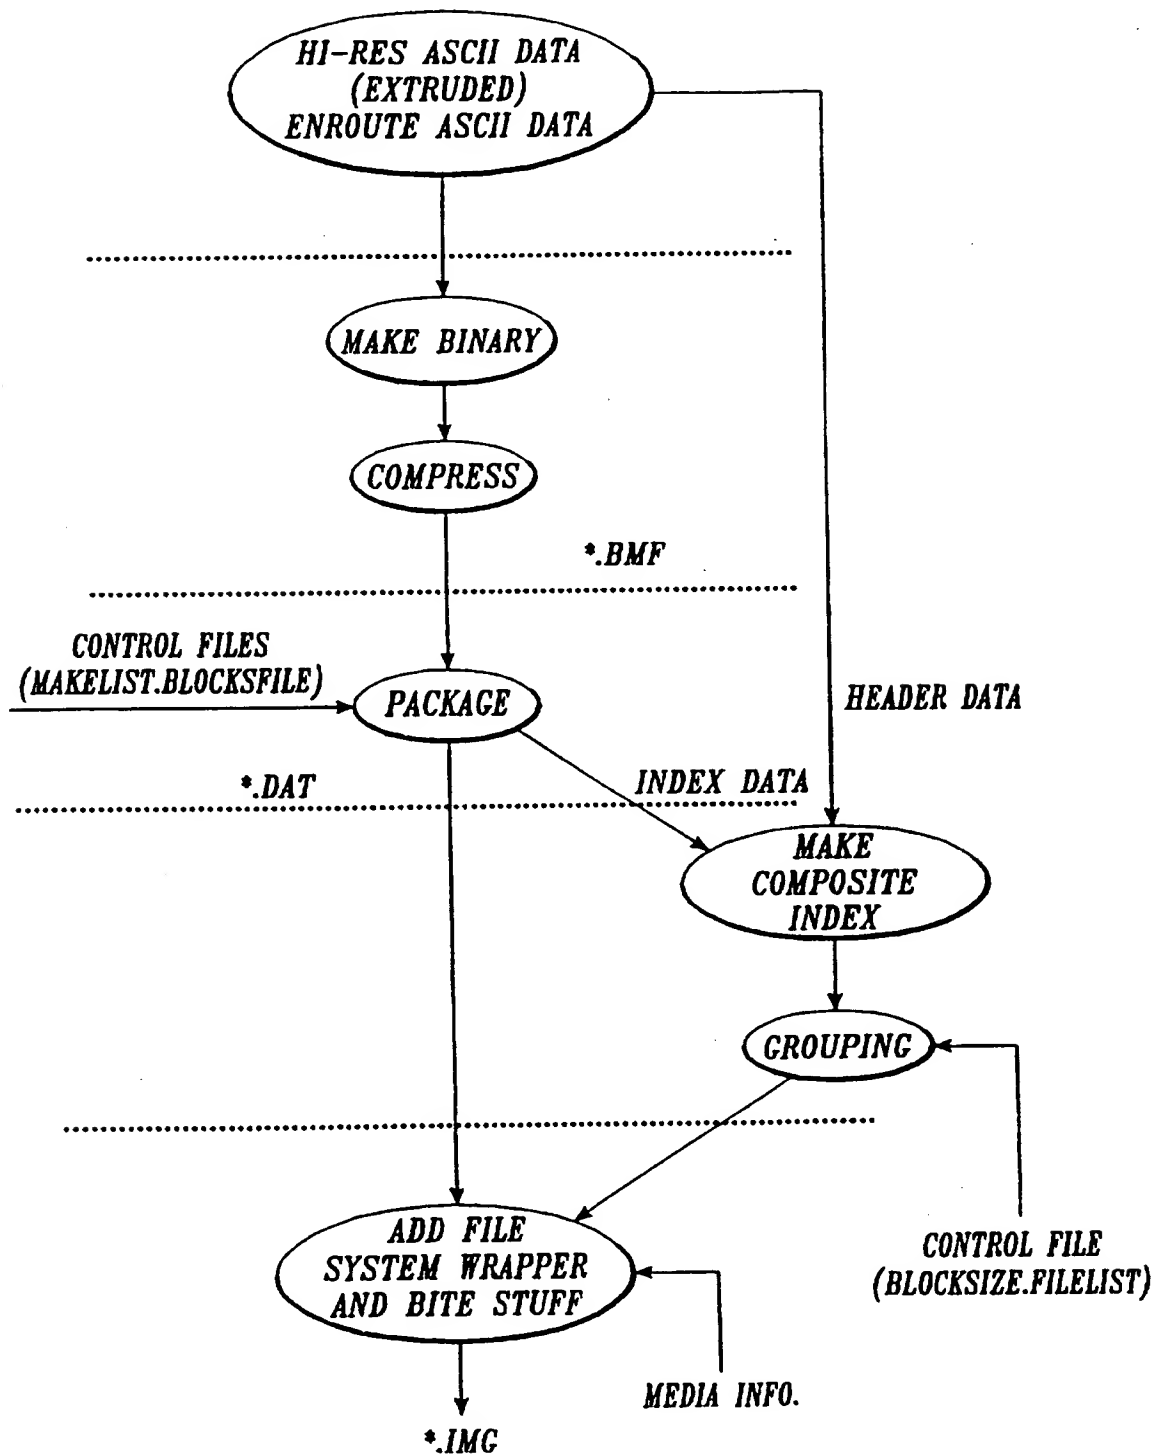 HI-RES ASCII DATA
(EXTRUDED)
ENROUTE ASCII DATA
MAKE BINARY
COMPRESS
*.BMF
CONTROL FILES
(MAKELIST.BLOCKSFILE)
PACKAGE
HEADER DATA
*.DAT
INDEX DATA
MAKE
COMPOSITE
INDEX
GROUPING
ADD FILE
SYSTEM WRAPPER
AND BITE STUFF
CONTROL FILE
(BLOCKSIZE.FILELIST)
MEDIA INFO.
*.IMG